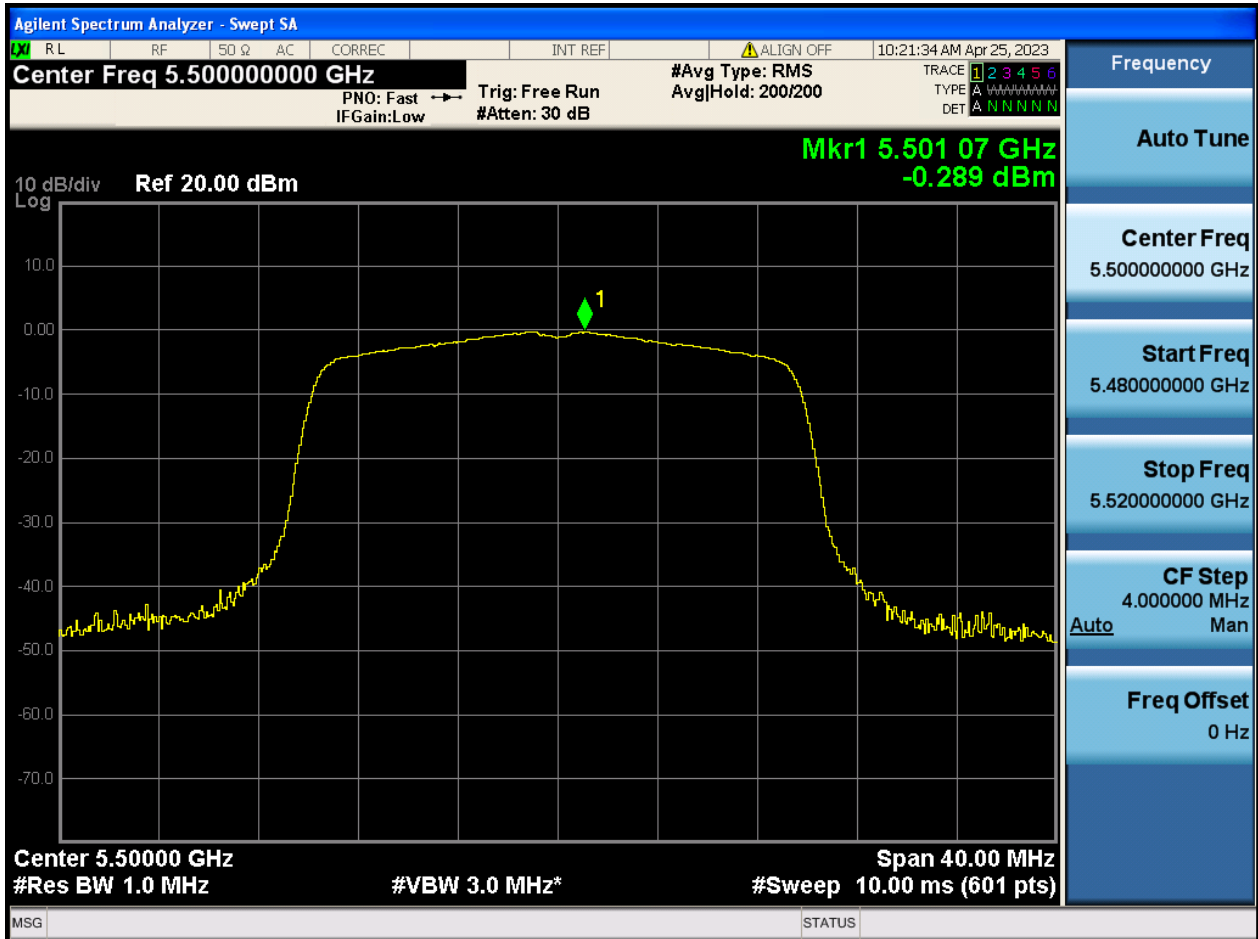 Agilent Spectrum Analyzer - Swept SA
LXI RL RF 50 Ω AC CORREC INT REF ALIGN OFF 10:21:34 AM Apr 25, 2023
Center Freq 5.500000000 GHz
PNO: Fast
IFGain:Low
Trig: Free Run
#Atten: 30 dB
#Avg Type: RMS
Avg|Hold: 200/200
TRACE 1 2 3 4 5 6
TYPE A WWWWW
DET A N N N N N
Mkr1 5.501 07 GHz
-0.289 dBm
10 dB/div Ref 20.00 dBm
Log
10.0
0.00
-10.0
-20.0
-30.0
-40.0
-50.0
-60.0
-70.0
1
Center 5.50000 GHz Span 40.00 MHz
#Res BW 1.0 MHz #VBW 3.0 MHz* #Sweep 10.00 ms (601 pts)
MSG STATUS
Frequency
Auto Tune
Center Freq
5.500000000 GHz
Start Freq
5.480000000 GHz
Stop Freq
5.520000000 GHz
CF Step
4.000000 MHz
Auto Man
Freq Offset
0 Hz